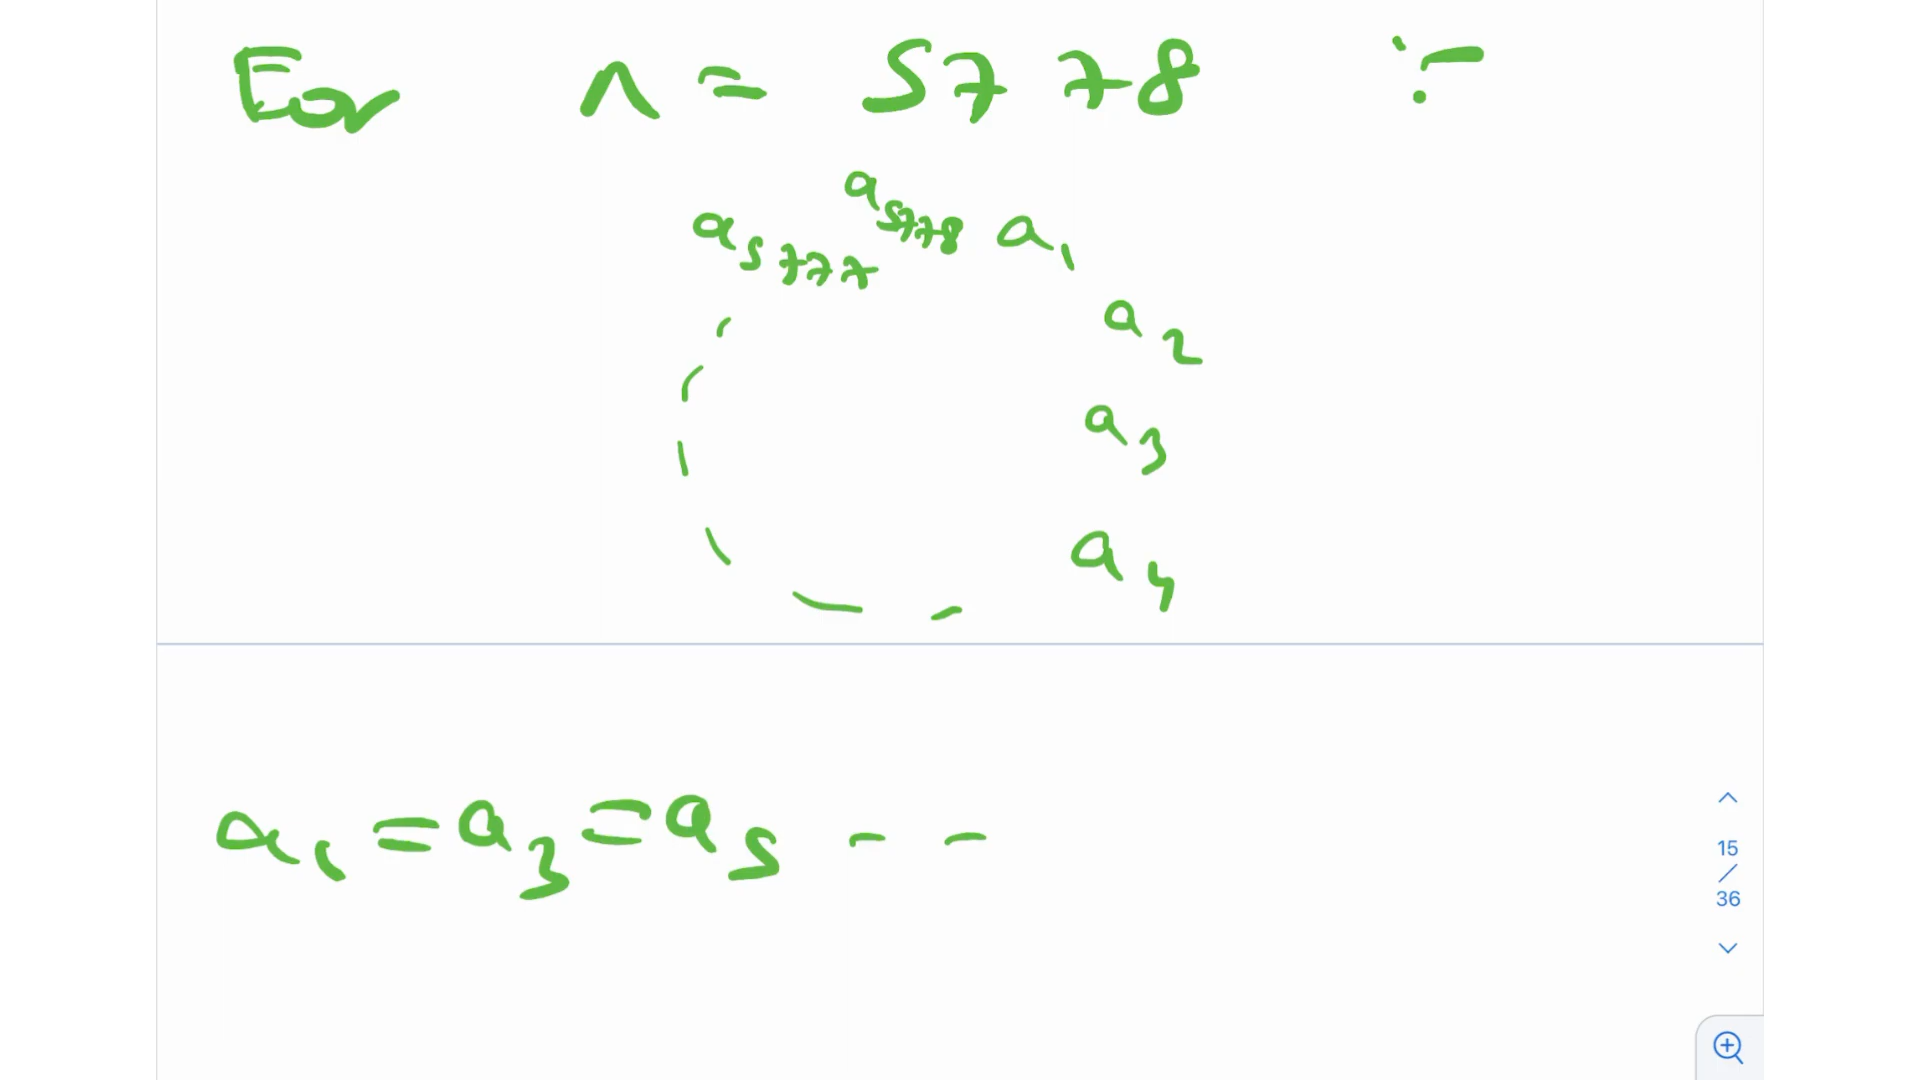 For n = 5778 :-
a5777 a5778 a1
a2
a3
a4
a1 = a3 = a5 - -
15
/
36